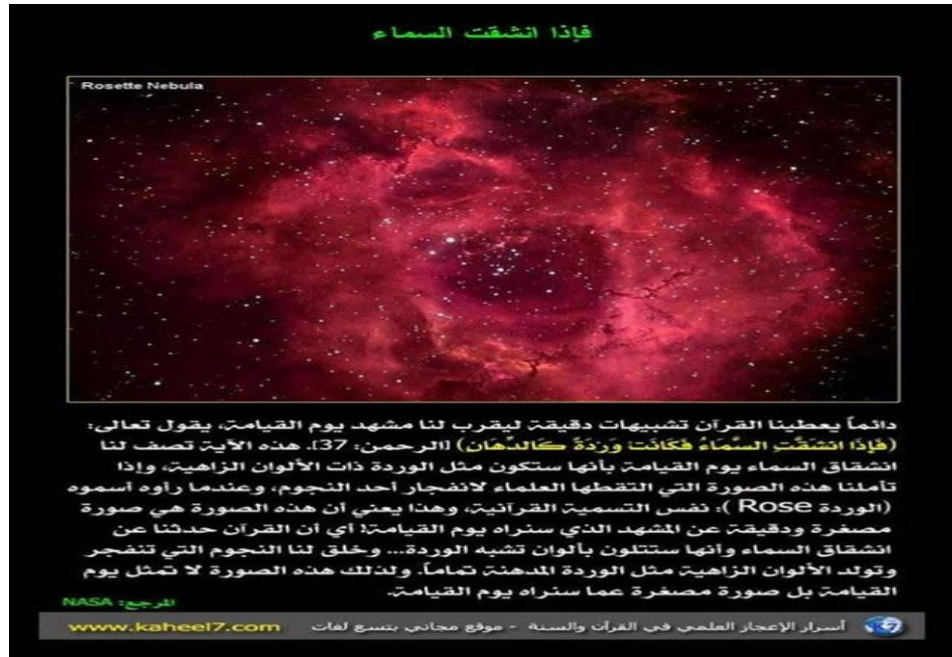 فإذا انشقت السماء
Rosette Nebula
دائماً يعطينا القرآن تشبيهات دقيقة ليقرب لنا مشهد يوم القيامة، يقول تعالى:
(فَإِذَا انْشَقَّتِ السَّمَاءُ فَكَانَتْ وَرْدَةً كَالدِّهَانِ) [الرحمن: 37]. هذه الآية تصف لنا
انشقاق السماء يوم القيامة بأنها ستكون مثل الوردة ذات الألوان الزاهية، وإذا
تأملنا هذه الصورة التي التقطها العلماء لانفجار أحد النجوم، وعندما رأوه أسموه
(الوردة Rose ): نفس التسمية القرآنية، وهذا يعني أن هذه الصورة هي صورة
مصغرة ودقيقة عن المشهد الذي سنراه يوم القيامة! أي أن القرآن حدثنا عن
انشقاق السماء وأنها ستتلون بألوان تشبه الوردة... وخلق لنا النجوم التي تنفجر
وتولد الألوان الزاهية مثل الوردة المدهنة تماماً. ولذلك هذه الصورة لا تمثل يوم
القيامة بل صورة مصغرة عما سنراه يوم القيامة.
المرجع: NASA
أسرار الإعجاز العلمي في القرآن والسنة - موقع مجاني بتسع لغات www.kaheel7.com